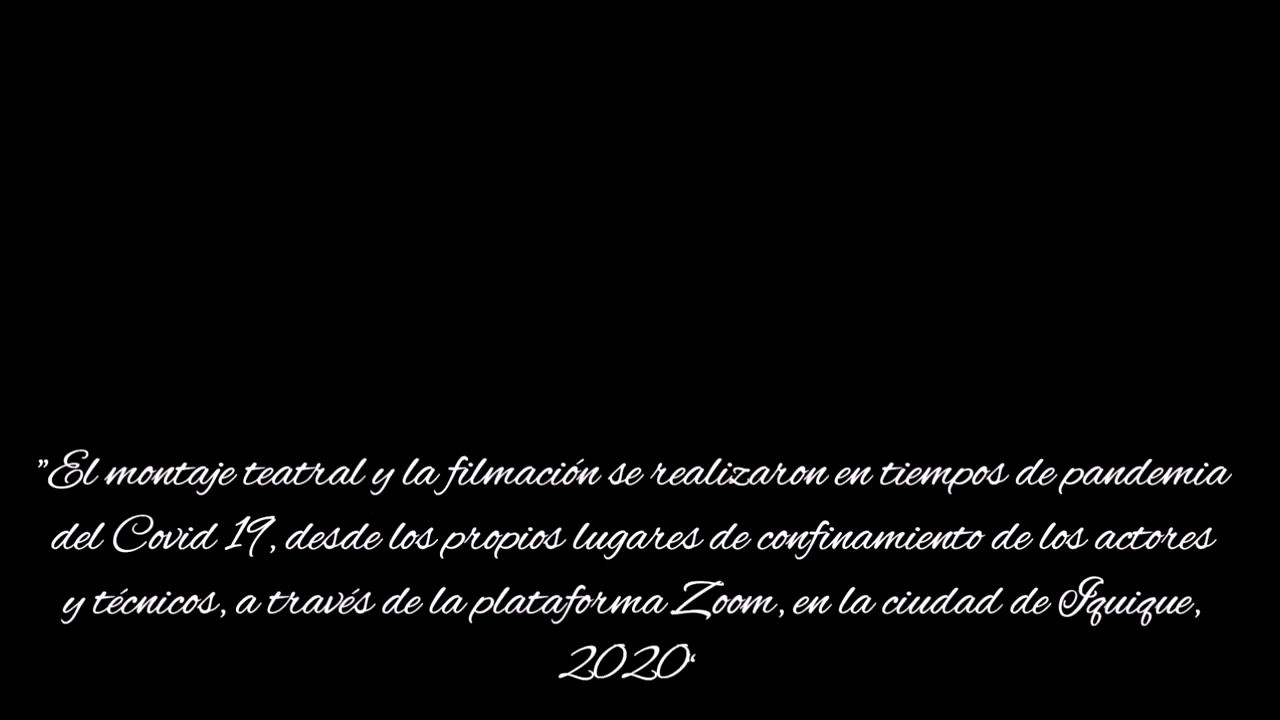 "El montaje teatral y la filmación se realizaron en tiempos de pandemia
del Covid 19, desde los propios lugares de confinamiento de los actores
y técnicos, a través de la plataforma Zoom, en la ciudad de Iquique,
2020"